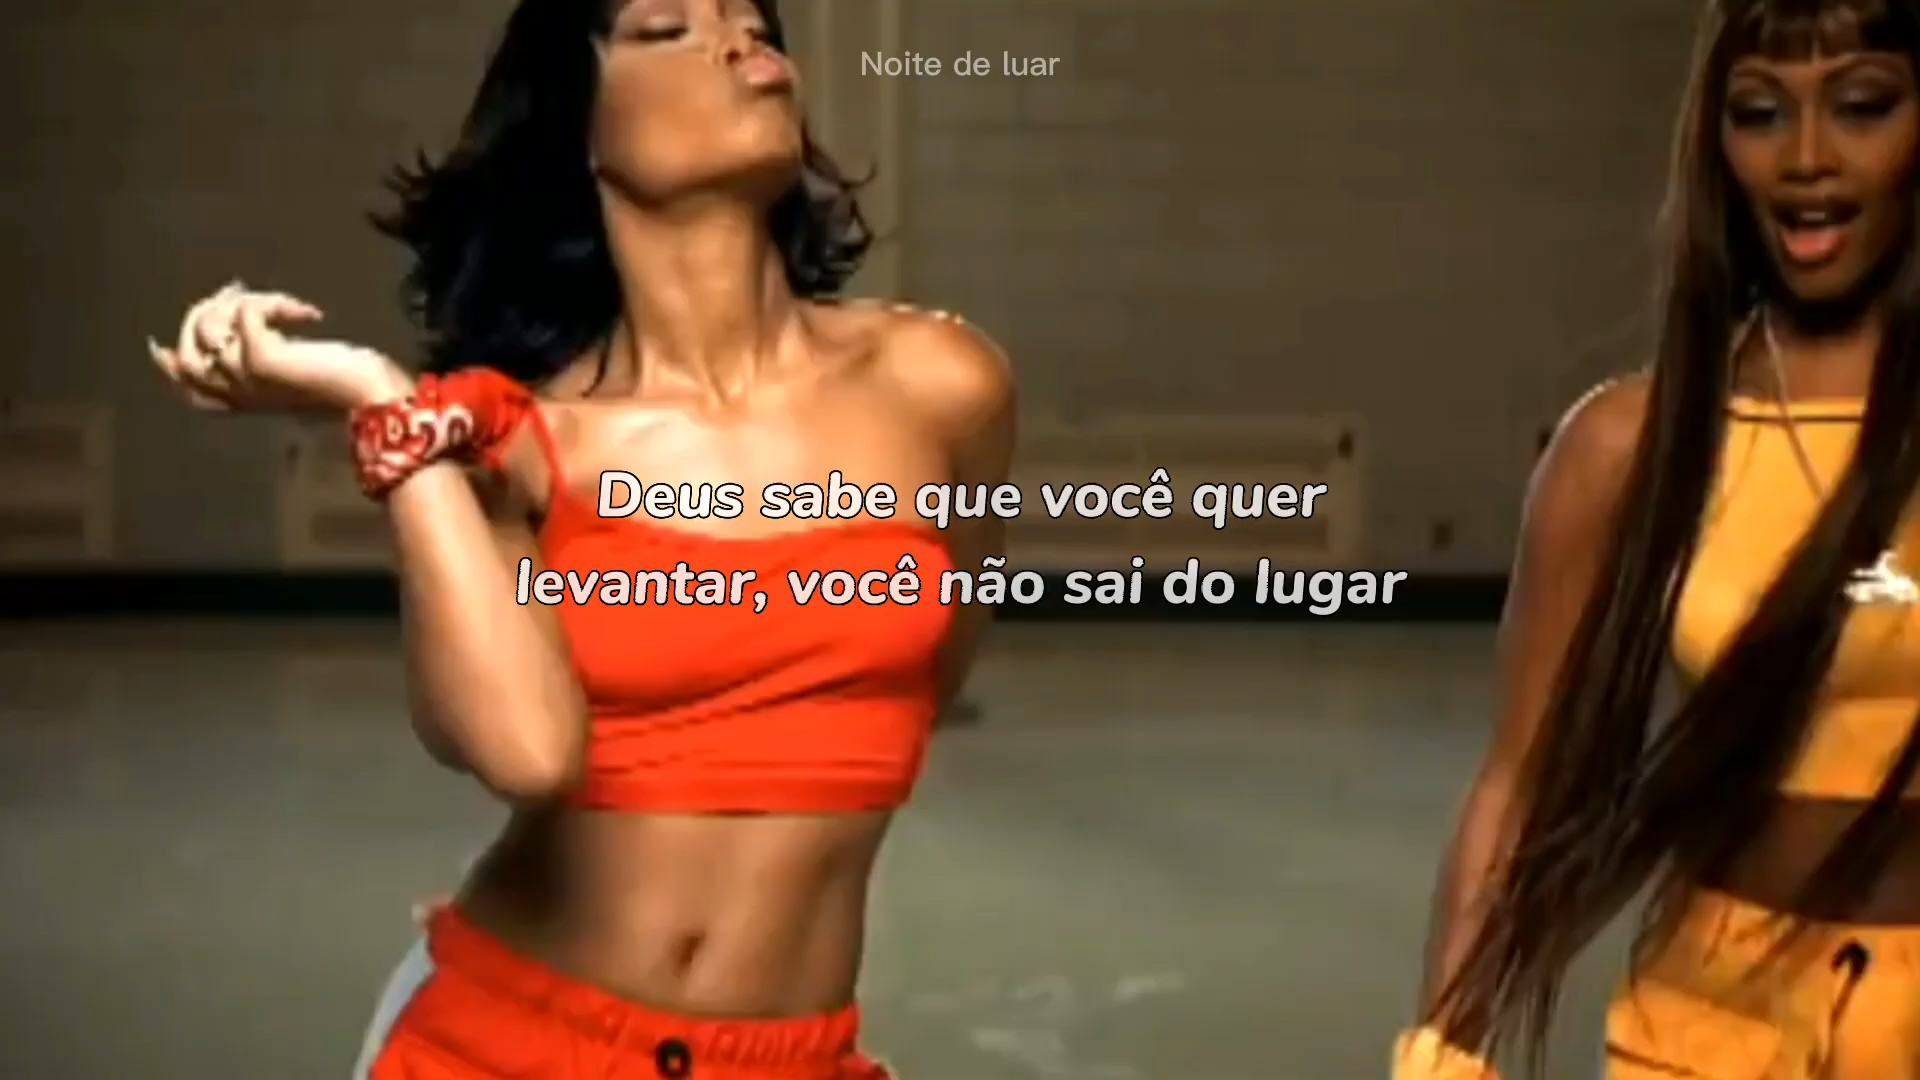 Noite de luar
Deus sabe que você quer
levantar, você não sai do lugar